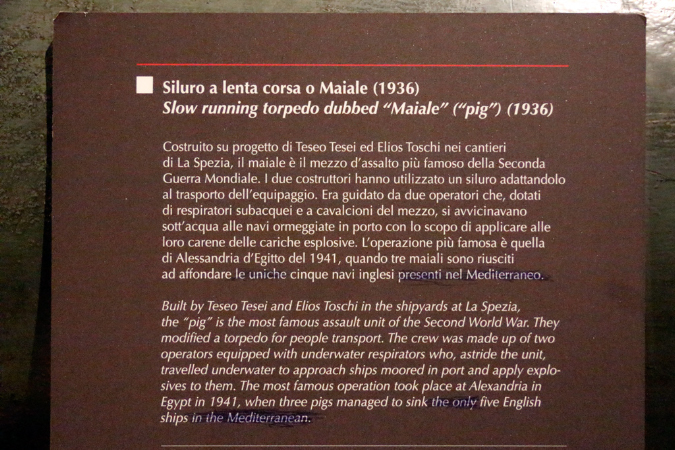 Siluro a lenta corsa o Maiale (1936)
Slow running torpedo dubbed “Maiale” (“pig”) (1936)
Costruito su progetto di Teseo Tesei ed Elios Toschi nei cantieri
di La Spezia, il maiale è il mezzo d’assalto più famoso della Seconda
Guerra Mondiale. I due costruttori hanno utilizzato un siluro adattandolo
al trasporto dell’equipaggio. Era guidato da due operatori che, dotati
di respiratori subacquei e a cavalcioni del mezzo, si avvicinavano
sott’acqua alle navi ormeggiate in porto con lo scopo di applicare alle
loro carene delle cariche esplosive. L’operazione più famosa è quella
di Alessandria d’Egitto del 1941, quando tre maiali sono riusciti
ad affondare le uniche cinque navi inglesi presenti nel Mediterraneo.
Built by Teseo Tesei and Elios Toschi in the shipyards at La Spezia,
the “pig” is the most famous assault unit of the Second World War. They
modified a torpedo for people transport. The crew was made up of two
operators equipped with underwater respirators who, astride the unit,
travelled underwater to approach ships moored in port and apply explo-
sives to them. The most famous operation took place at Alexandria in
Egypt in 1941, when three pigs managed to sink the only five English
ships in the Mediterranean.